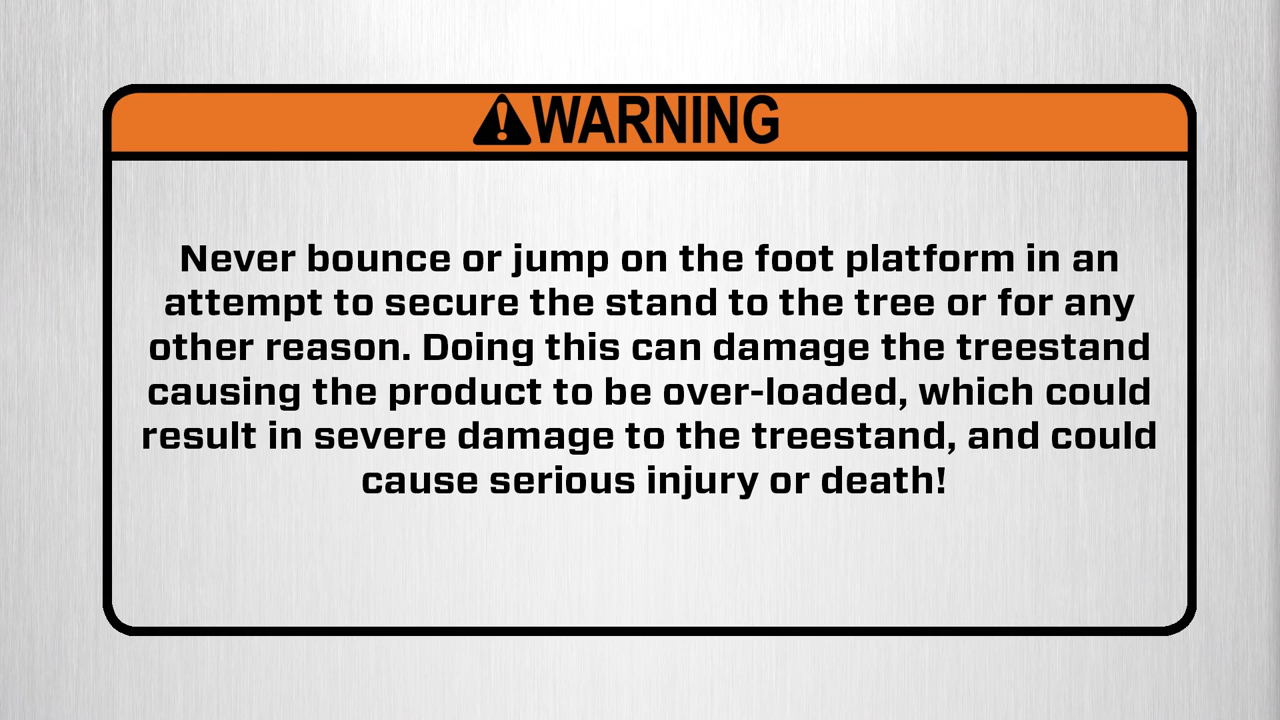 WARNING
Never bounce or jump on the foot platform in an
attempt to secure the stand to the tree or for any
other reason. Doing this can damage the treestand
causing the product to be over-loaded, which could
result in severe damage to the treestand, and could
cause serious injury or death!